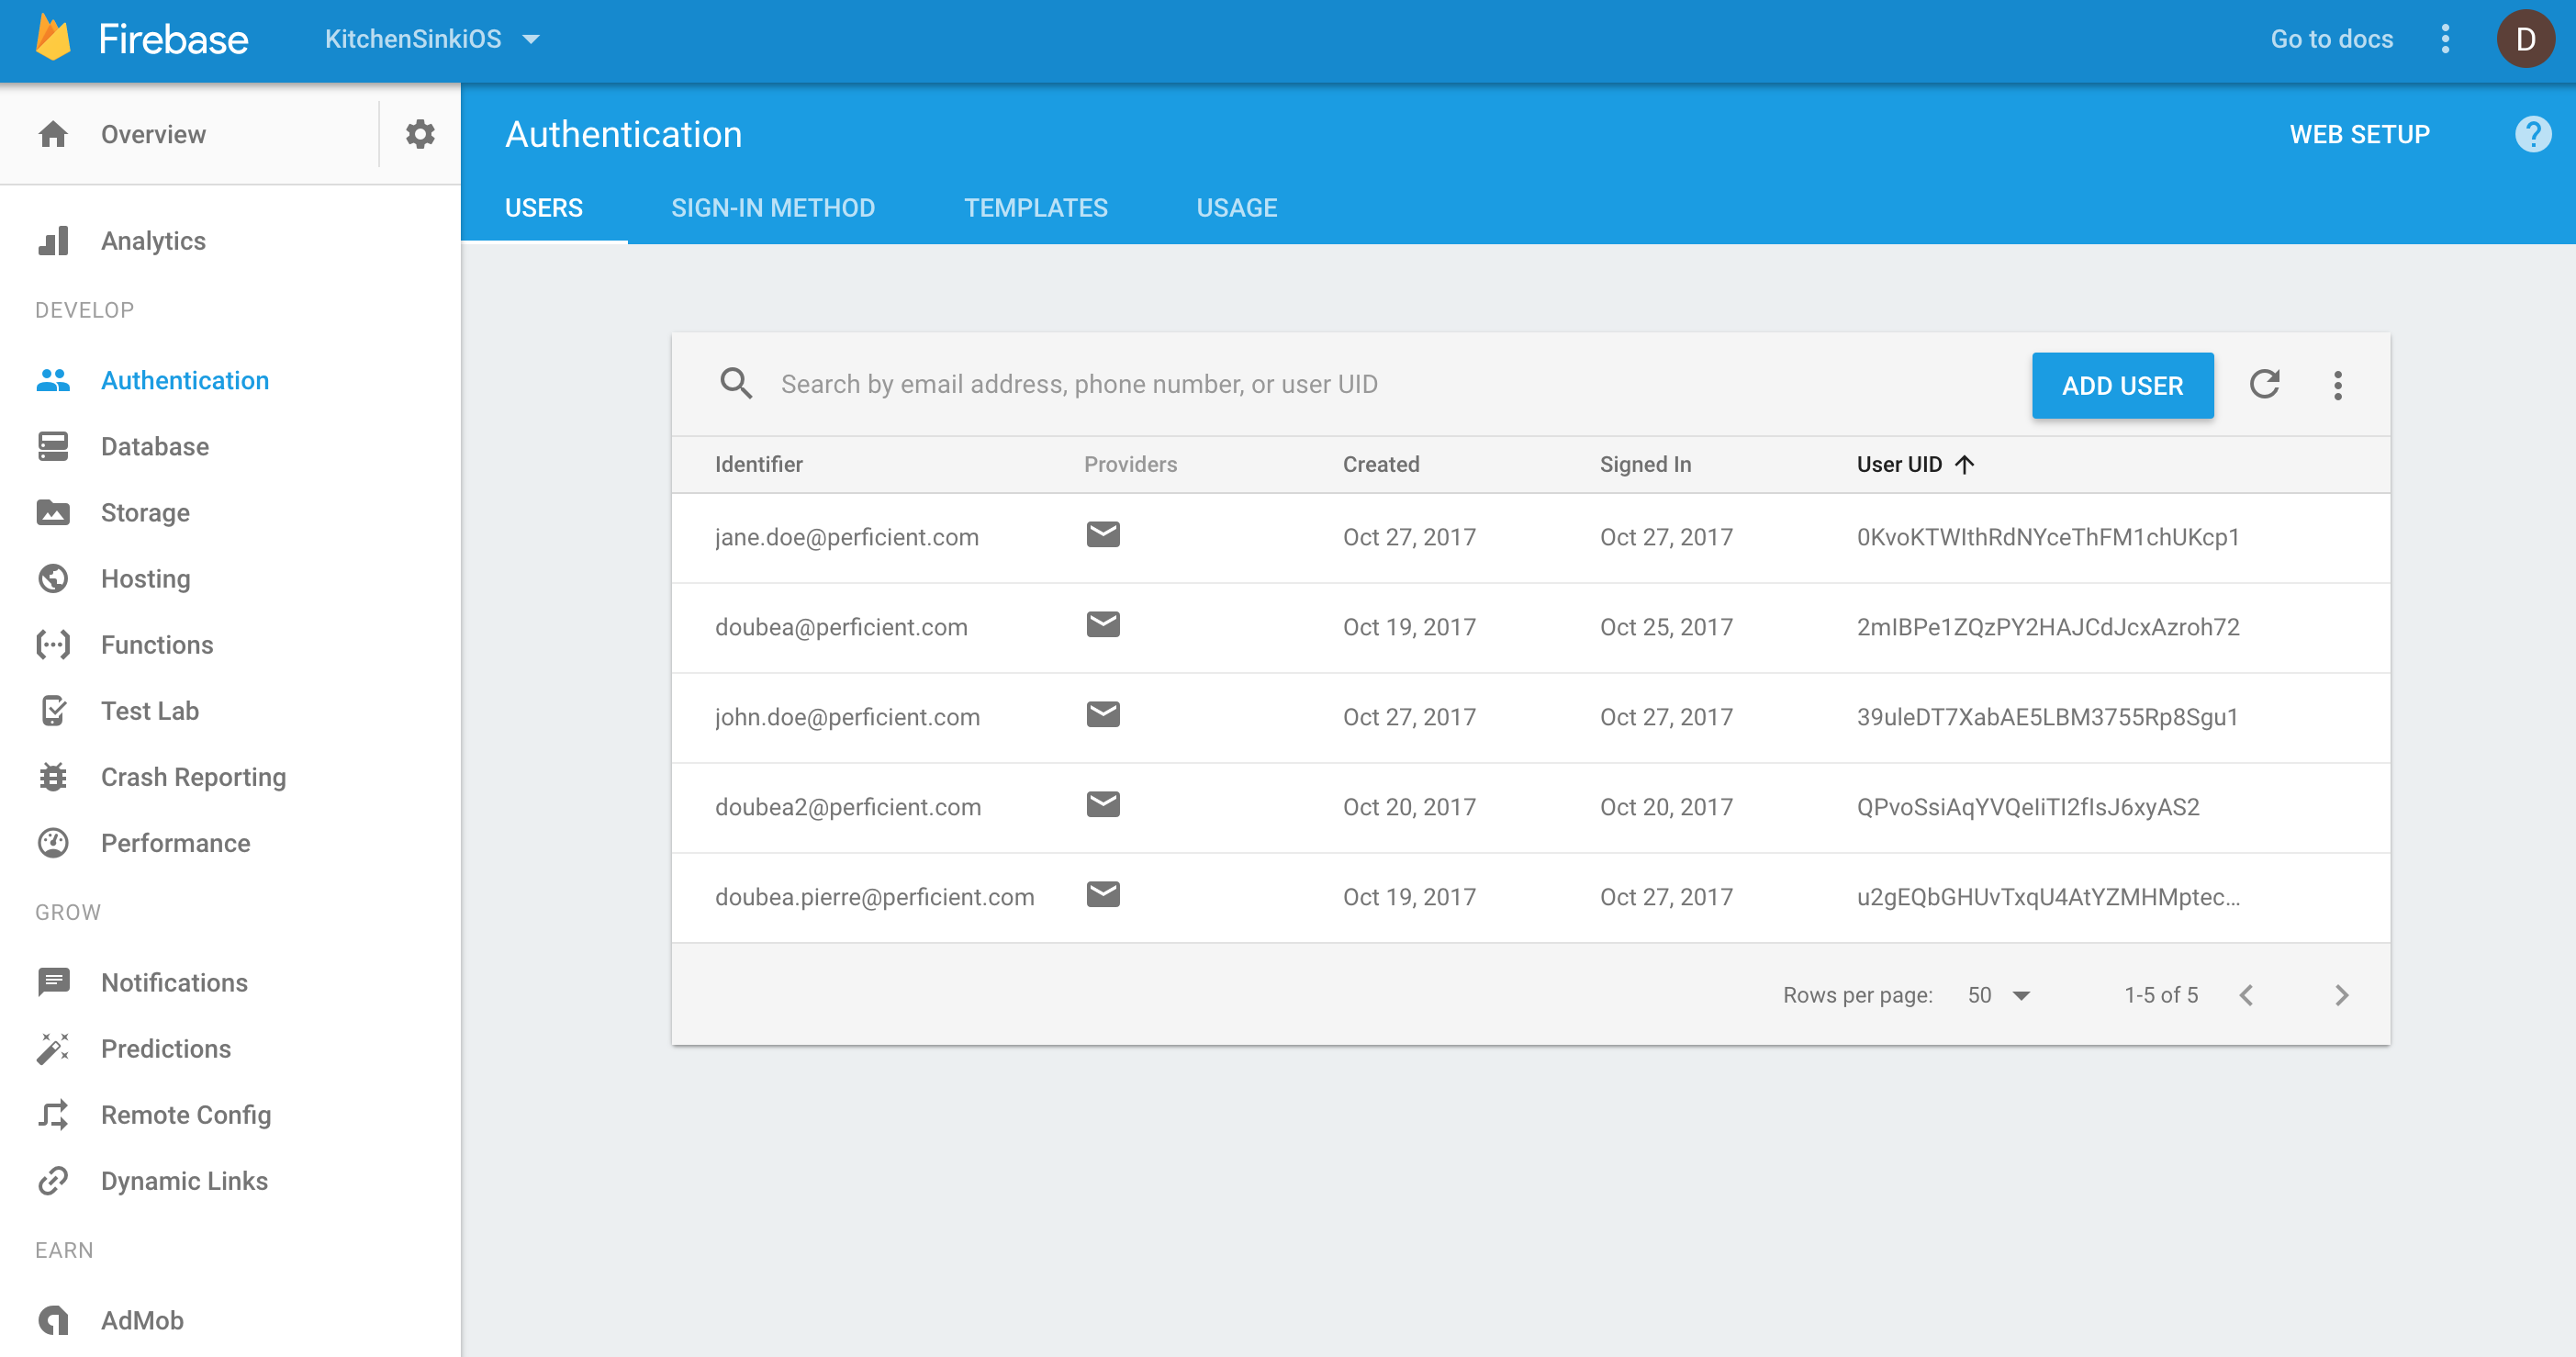 Firebase
KitchenSinkiOS
Go to docs
D
Overview
Authentication
WEB SETUP
?
USERS
SIGN-IN METHOD
TEMPLATES
USAGE
Analytics
DEVELOP
Authentication
Database
Storage
Hosting
Functions
Test Lab
Crash Reporting
Performance
GROW
Notifications
Predictions
Remote Config
Dynamic Links
EARN
AdMob
Search by email address, phone number, or user UID
ADD USER
Identifier Providers Created Signed In User UID
jane.doe@perficient.com Oct 27, 2017 Oct 27, 2017 0KvoKTWIthRdNYceThFM1chUKcp1
doubea@perficient.com Oct 19, 2017 Oct 25, 2017 2mIBPe1ZQzPY2HAJCdJcxAzroh72
john.doe@perficient.com Oct 27, 2017 Oct 27, 2017 39uleDT7XabAE5LBM3755Rp8Sgu1
doubea2@perficient.com Oct 20, 2017 Oct 20, 2017 QPvoSsiAqYVQeIiTI2fIsJ6xyAS2
doubea.pierre@perficient.com Oct 19, 2017 Oct 27, 2017 u2gEQbGHUvTxqU4AtYZMHMptec...
Rows per page: 50 1-5 of 5